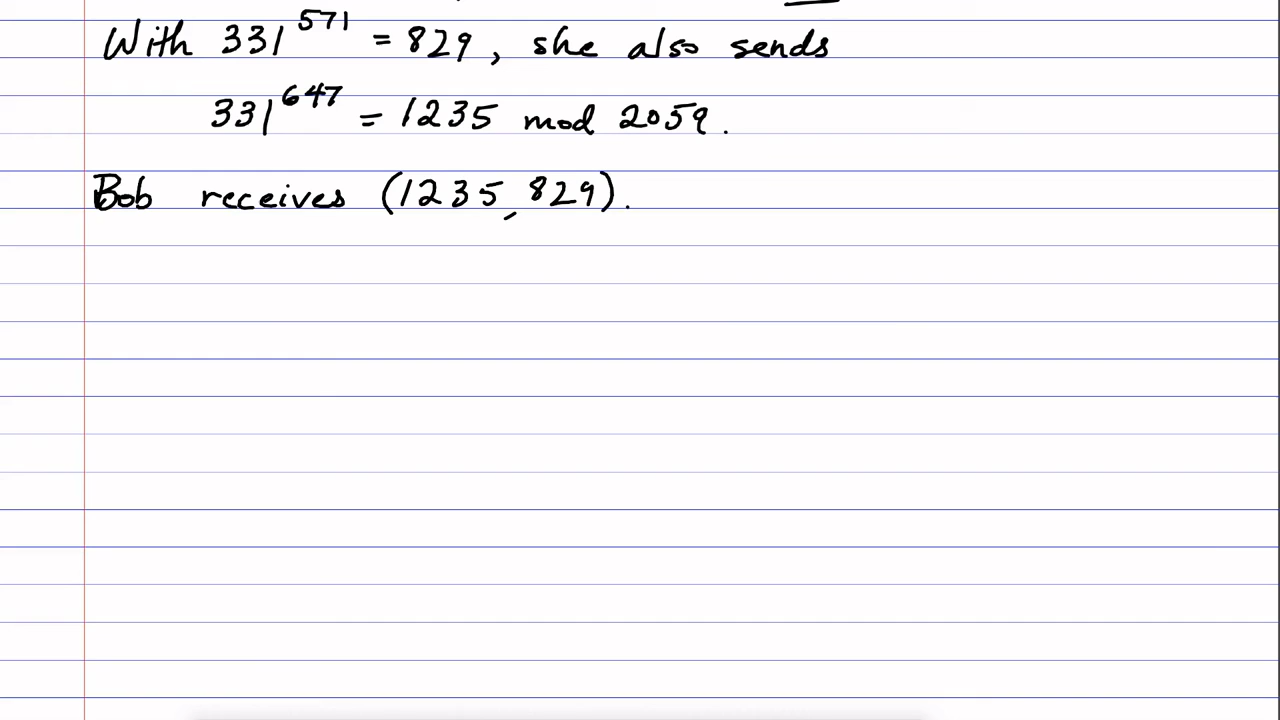 With 331^571 = 829, she also sends
331^647 = 1235 mod 2059.
Bob receives (1235, 829).